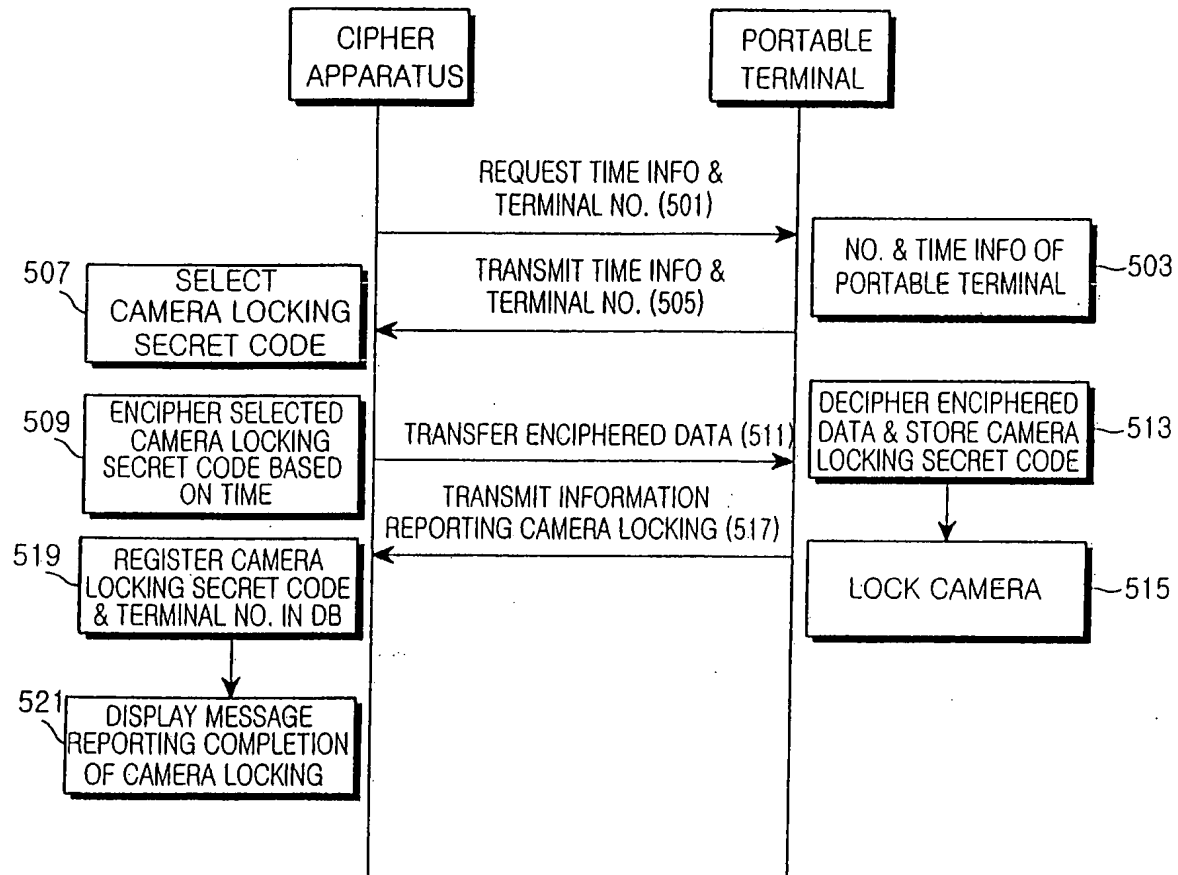 CIPHER
APPARATUS
PORTABLE
TERMINAL
REQUEST TIME INFO &
TERMINAL NO. (501)
NO. & TIME INFO OF
PORTABLE TERMINAL
503
507
SELECT
CAMERA LOCKING
SECRET CODE
TRANSMIT TIME INFO &
TERMINAL NO. (505)
509
ENCIPHER SELECTED
CAMERA LOCKING
SECRET CODE BASED
ON TIME
TRANSFER ENCIPHERED DATA (511)
DECIPHER ENCIPHERED
DATA & STORE CAMERA
LOCKING SECRET CODE
513
TRANSMIT INFORMATION
REPORTING CAMERA LOCKING (517)
519
REGISTER CAMERA
LOCKING SECRET CODE
& TERMINAL NO. IN DB
LOCK CAMERA
515
521
DISPLAY MESSAGE
REPORTING COMPLETION
OF CAMERA LOCKING